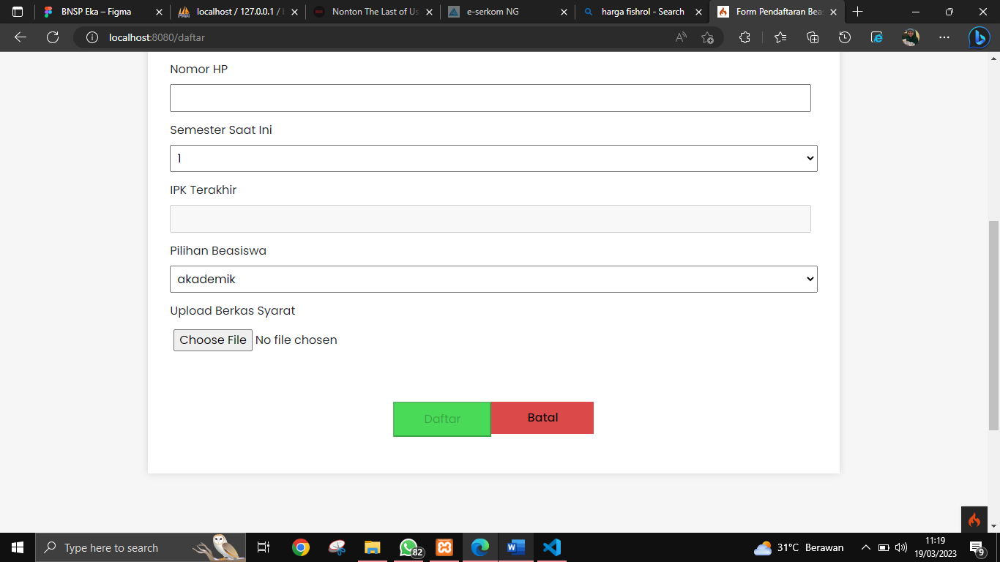 BNSP Eka – Figma
localhost / 127.0.0.1 /
Nonton The Last of Us
e-serkom NG
harga fishrol - Search
Form Pendaftaran Bea
localhost:8080/daftar
Nomor HP
Semester Saat Ini
1
IPK Terakhir
Pilihan Beasiswa
akademik
Upload Berkas Syarat
Choose File No file chosen
Daftar
Batal
Type here to search
82
31°C Berawan
11:19
19/03/2023
9